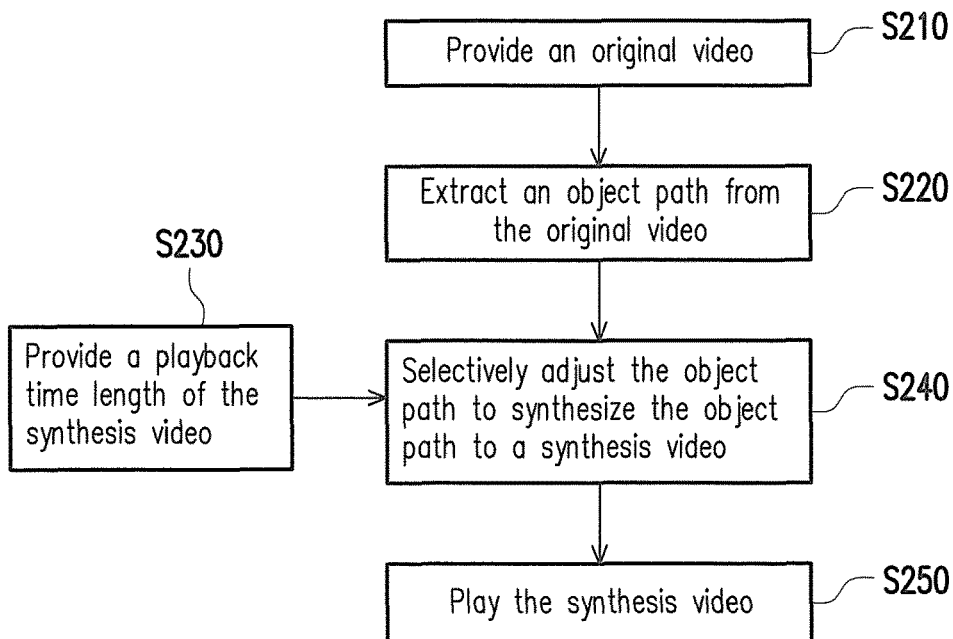 S210
Provide an original video
S220
Extract an object path from
the original video
S230
Provide a playback
time length of the
synthesis video
S240
Selectively adjust the object
path to synthesize the object
path to a synthesis video
S250
Play the synthesis video